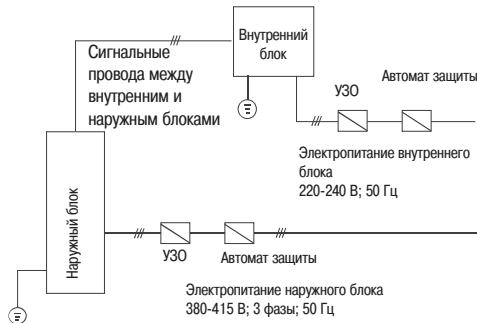 Внутренний
блок
Сигнальные
провода между
внутренним и
наружным блоками
Автомат защиты
УЗО
Электропитание внутреннего
блока
220-240 В; 50 Гц
Наружный блок
УЗО
Автомат защиты
Электропитание наружного блока
380-415 В; 3 фазы; 50 Гц